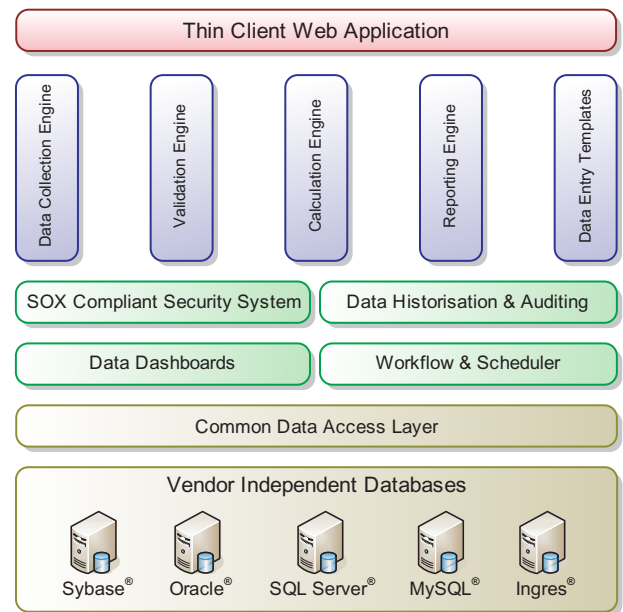 Thin Client Web Application
Data Collection Engine
Validation Engine
Calculation Engine
Reporting Engine
Data Entry Templates
SOX Compliant Security System
Data Historisation & Auditing
Data Dashboards
Workflow & Scheduler
Common Data Access Layer
Vendor Independent Databases
Sybase®
Oracle®
SQL Server®
MySQL®
Ingres®